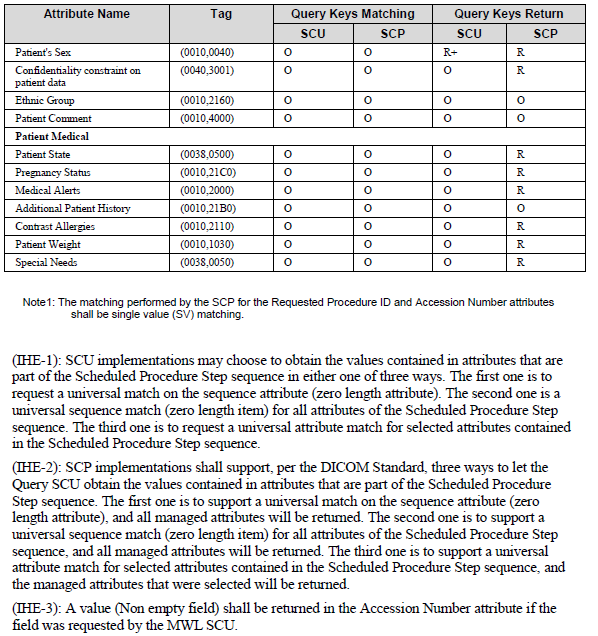 Attribute Name Tag Query Keys Matching Query Keys Return
SCU SCP SCU SCP
Patient's Sex (0010,0040) O O R+ R
Confidentiality constraint on (0040,3001) O O O R
patient data
Ethnic Group (0010,2160) O O O O
Patient Comment (0010,4000) O O O O
Patient Medical
Patient State (0038,0500) O O O R
Pregnancy Status (0010,21C0) O O O R
Medical Alerts (0010,2000) O O O R
Additional Patient History (0010,21B0) O O O O
Contrast Allergies (0010,2110) O O O R
Patient Weight (0010,1030) O O O R
Special Needs (0038,0050) O O O R
Note1: The matching performed by the SCP for the Requested Procedure ID and Accession Number attributes
shall be single value (SV) matching.
(IHE-1): SCU implementations may choose to obtain the values contained in attributes that are
part of the Scheduled Procedure Step sequence in either one of three ways. The first one is to
request a universal match on the sequence attribute (zero length attribute). The second one is a
universal sequence match (zero length item) for all attributes of the Scheduled Procedure Step
sequence. The third one is to request a universal attribute match for selected attributes contained
in the Scheduled Procedure Step sequence.
(IHE-2): SCP implementations shall support, per the DICOM Standard, three ways to let the
Query SCU obtain the values contained in attributes that are part of the Scheduled Procedure
Step sequence. The first one is to support a universal match on the sequence attribute (zero
length attribute), and all managed attributes will be returned. The second one is to support a
universal sequence match (zero length item) for all attributes of the Scheduled Procedure Step
sequence, and all managed attributes will be returned. The third one is to support a universal
attribute match for selected attributes contained in the Scheduled Procedure Step sequence, and
the managed attributes that were selected will be returned.
(IHE-3): A value (Non empty field) shall be returned in the Accession Number attribute if the
field was requested by the MWL SCU.